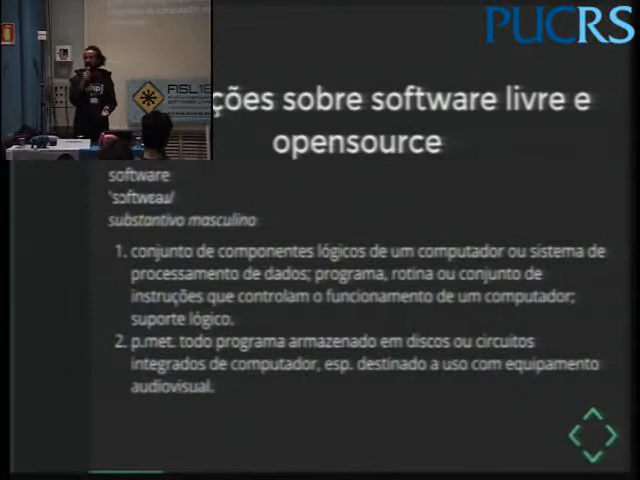 PUCRS
FISL16
ções sobre software livre e
opensource
software
substantivo masculino
1. conjunto de componentes lógicos de um computador ou sistema de
processamento de dados; programa, rotina ou conjunto de
instruções que controlam o funcionamento de um computador;
suporte lógico.
2. p.met. todo programa armazenado em discos ou circuitos
integrados de computador, esp. destinado a uso com equipamento
audiovisual.